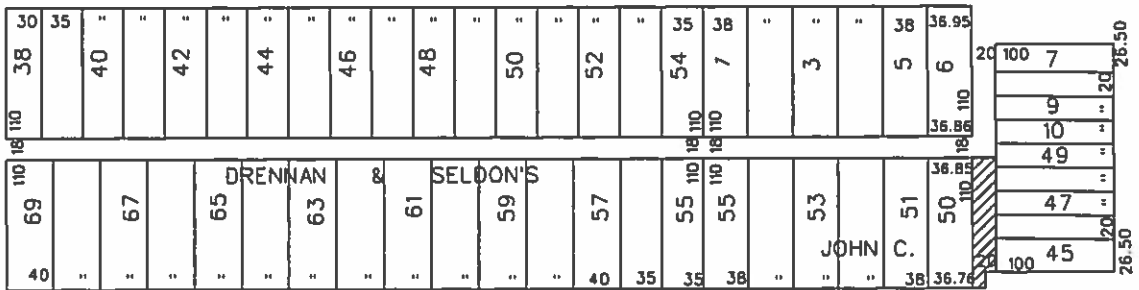 30 35 " " " " " " " " " " " " " " 35 38 " " " 38 36.95
38 40 42 44 46 48 50 52 54 7 3 5 6
110 110 110 110
36.86
18 18 18 18
20 100 7 26.50
20
9 "
10 "
49 "
"
47 "
20
20 100 45 26.50
DRENNAN & SELDON'S
36.85
110 110 110 110
69 67 65 63 61 59 57 55 55 53 51 50
JOHN C.
40 " " " " " " " " " " " 40 35 35 38 " " " 38 36.76